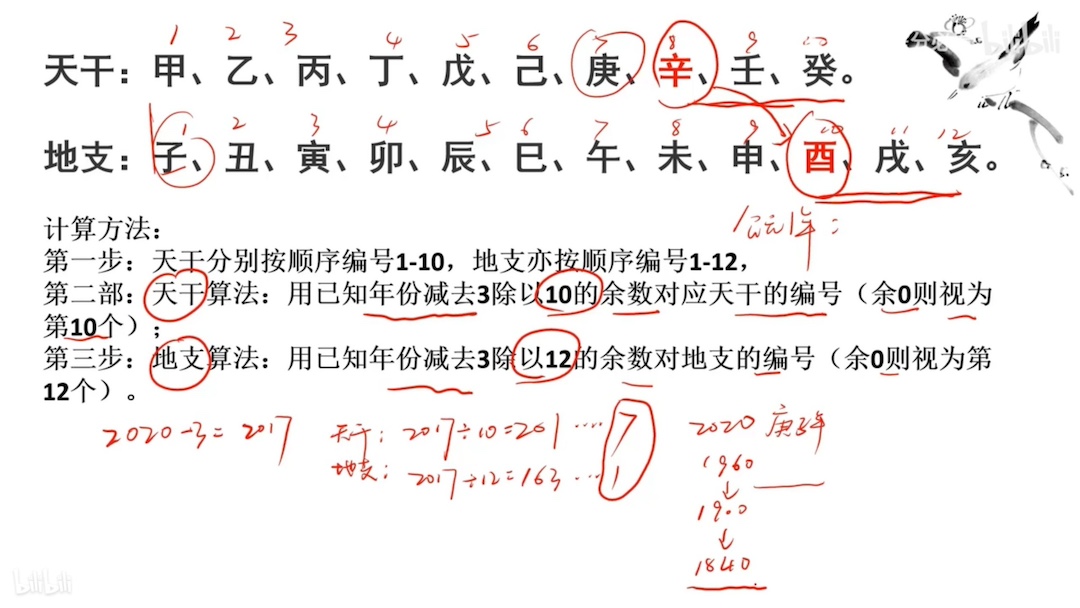 1 2 3 4 5 6 7 8 9 10
天干：甲、乙、丙、丁、戊、己、庚、辛、壬、癸。
1 2 3 4 5 6 7 8 9 10 11 12
地支：子、丑、寅、卯、辰、巳、午、未、申、酉、戌、亥。
公元1年：
计算方法：
第一步：天干分别按顺序编号1-10，地支亦按顺序编号1-12，
第二部：天干算法：用已知年份减去3除以10的余数对应天干的编号（余0则视为
第10个）；
第三步：地支算法：用已知年份减去3除以12的余数对地支的编号（余0则视为第
12个）。
2020-3=2017
天干：2017÷10=201……7
地支：2017÷12=163…1
2020 庚子年
1960
↓
1900
↓
1840
bilibili
bilibili